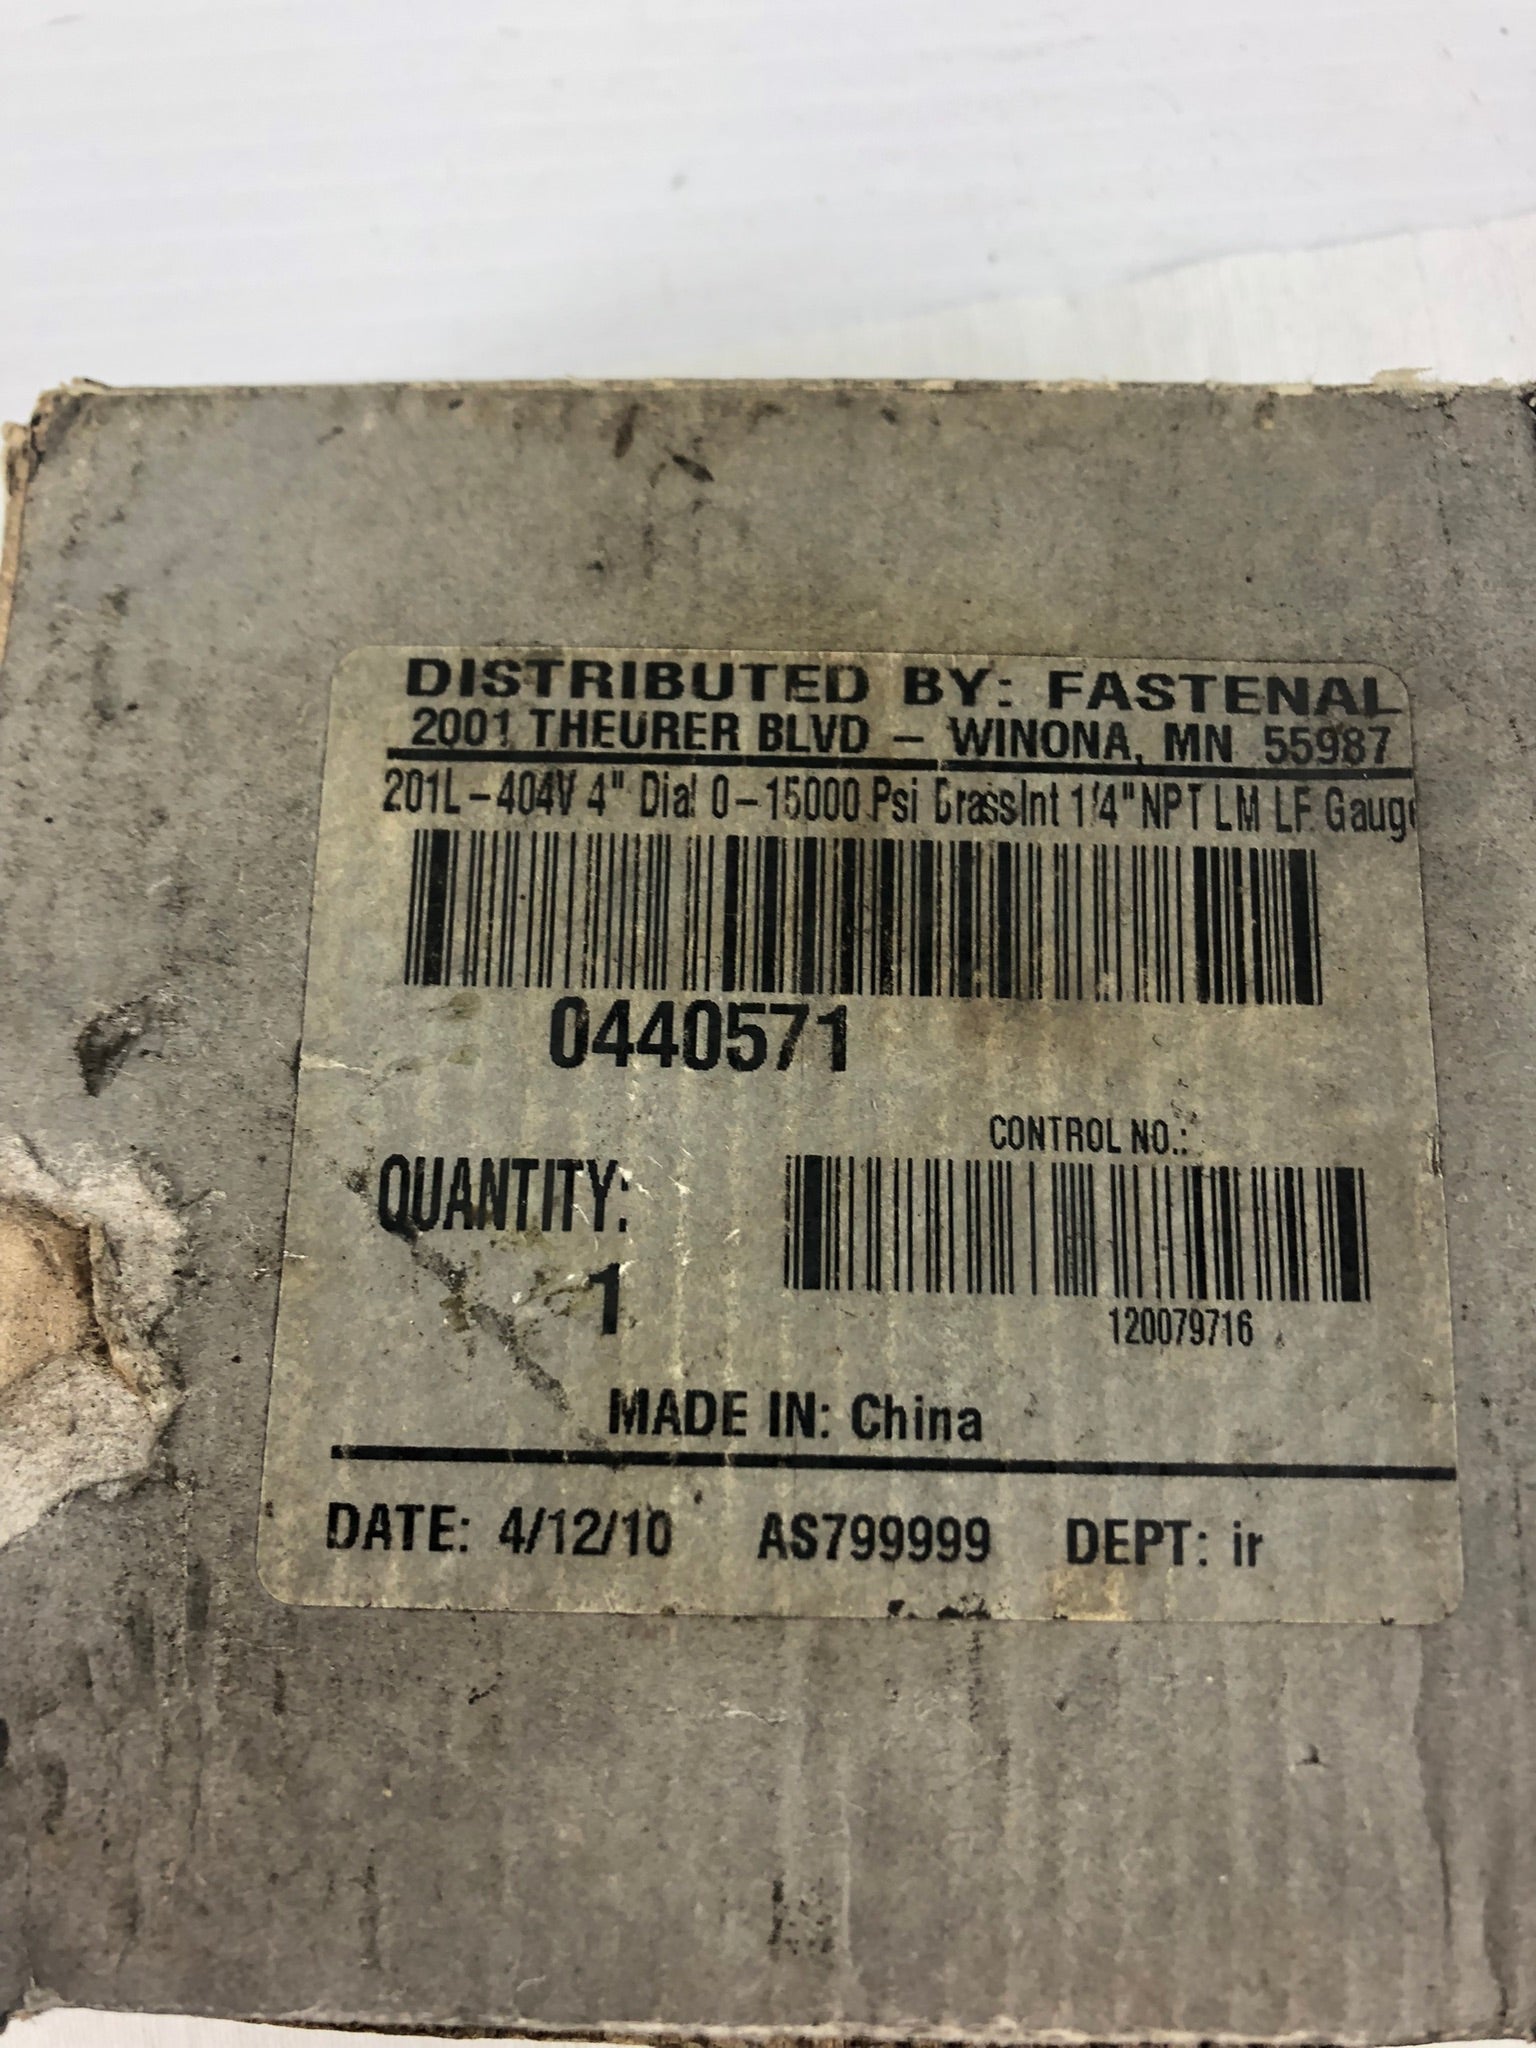 DISTRIBUTED BY: FASTENAL
2001 THEURER BLVD – WINONA, MN 55987
201L-404V 4" Dial 0-15000 Psi BrassInt 1/4" NPT LM LF Gauge
0440571
CONTROL NO.:
QUANTITY:
1
120079716
MADE IN: China
DATE: 4/12/10 AS799999 DEPT: ir